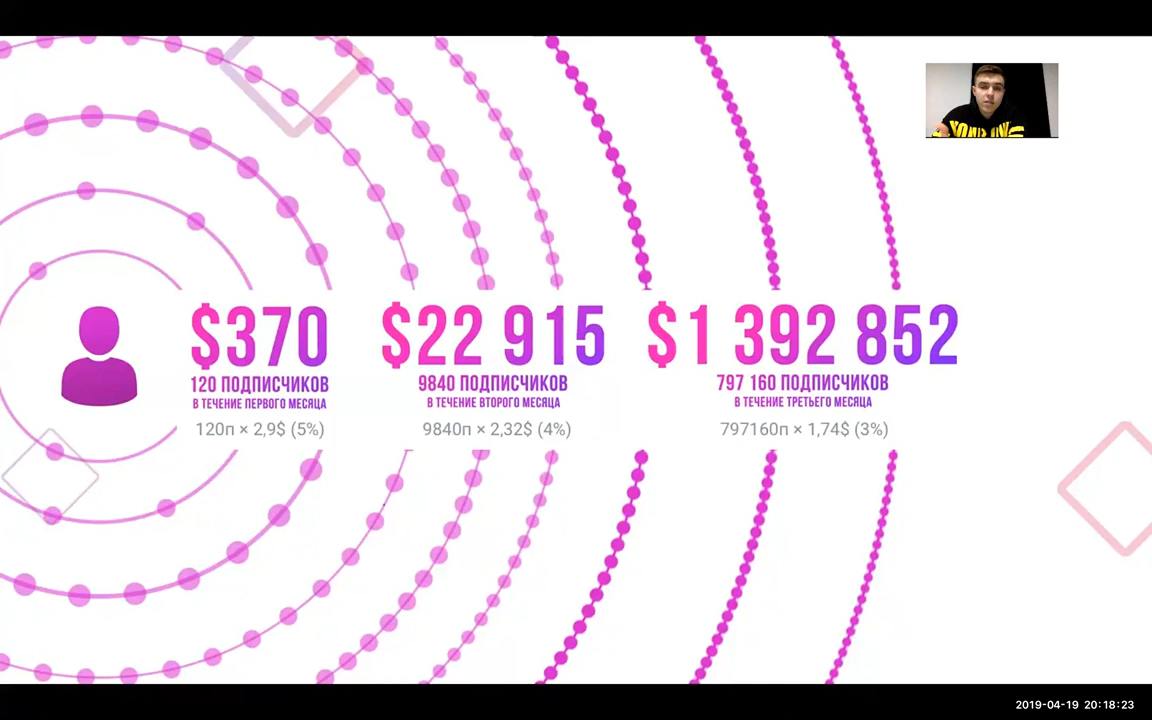 $370
120 ПОДПИСЧИКОВ
В ТЕЧЕНИЕ ПЕРВОГО МЕСЯЦА
120п × 2,9$ (5%)
$22 915
9840 ПОДПИСЧИКОВ
В ТЕЧЕНИЕ ВТОРОГО МЕСЯЦА
9840п × 2,32$ (4%)
$1 392 852
797 160 ПОДПИСЧИКОВ
В ТЕЧЕНИЕ ТРЕТЬЕГО МЕСЯЦА
797160п × 1,74$ (3%)
2019-04-19 20:18:23